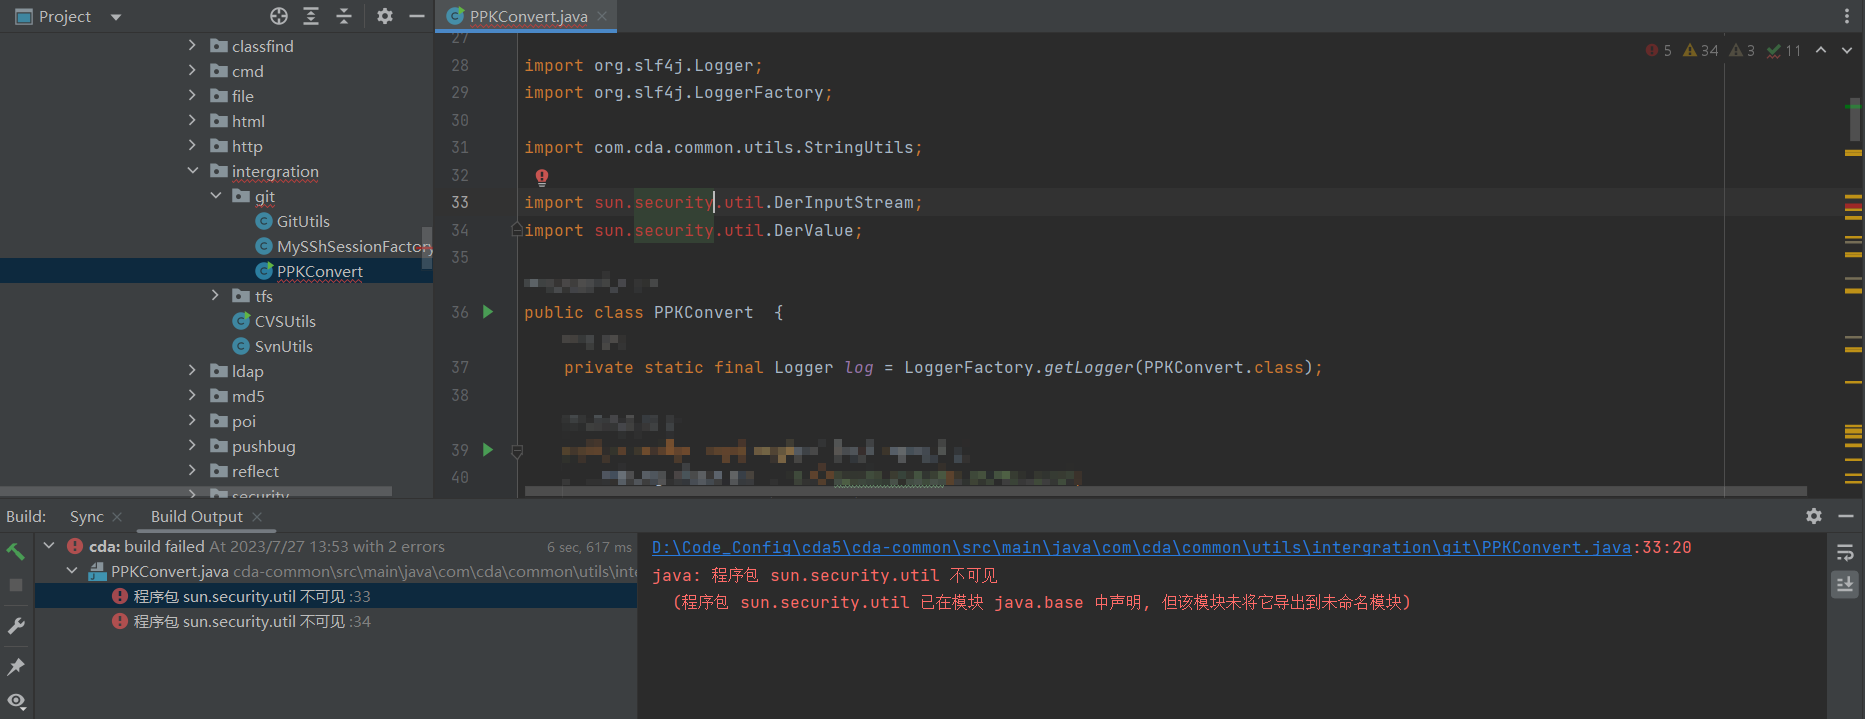 Project
PPKConvert.java
classfind
cmd
file
html
http
intergration
git
GitUtils
MySShSessionFactory
PPKConvert
tfs
CVSUtils
SvnUtils
ldap
md5
poi
pushbug
reflect
security
5 34 3 11
27
28 import org.slf4j.Logger;
29 import org.slf4j.LoggerFactory;
30
31 import com.cda.common.utils.StringUtils;
32
33 import sun.security.util.DerInputStream;
34 import sun.security.util.DerValue;
35
36 public class PPKConvert {
37 private static final Logger log = LoggerFactory.getLogger(PPKConvert.class);
38
39
40
Build: Sync Build Output
cda: build failed At 2023/7/27 13:53 with 2 errors 6 sec, 617 ms
PPKConvert.java cda-common\src\main\java\com\cda\common\utils\inte
程序包 sun.security.util 不可见 :33
程序包 sun.security.util 不可见 :34
D:\Code_Config\cda5\cda-common\src\main\java\com\cda\common\utils\intergration\git\PPKConvert.java:33:20
java: 程序包 sun.security.util 不可见
(程序包 sun.security.util 已在模块 java.base 中声明, 但该模块未将它导出到未命名模块)